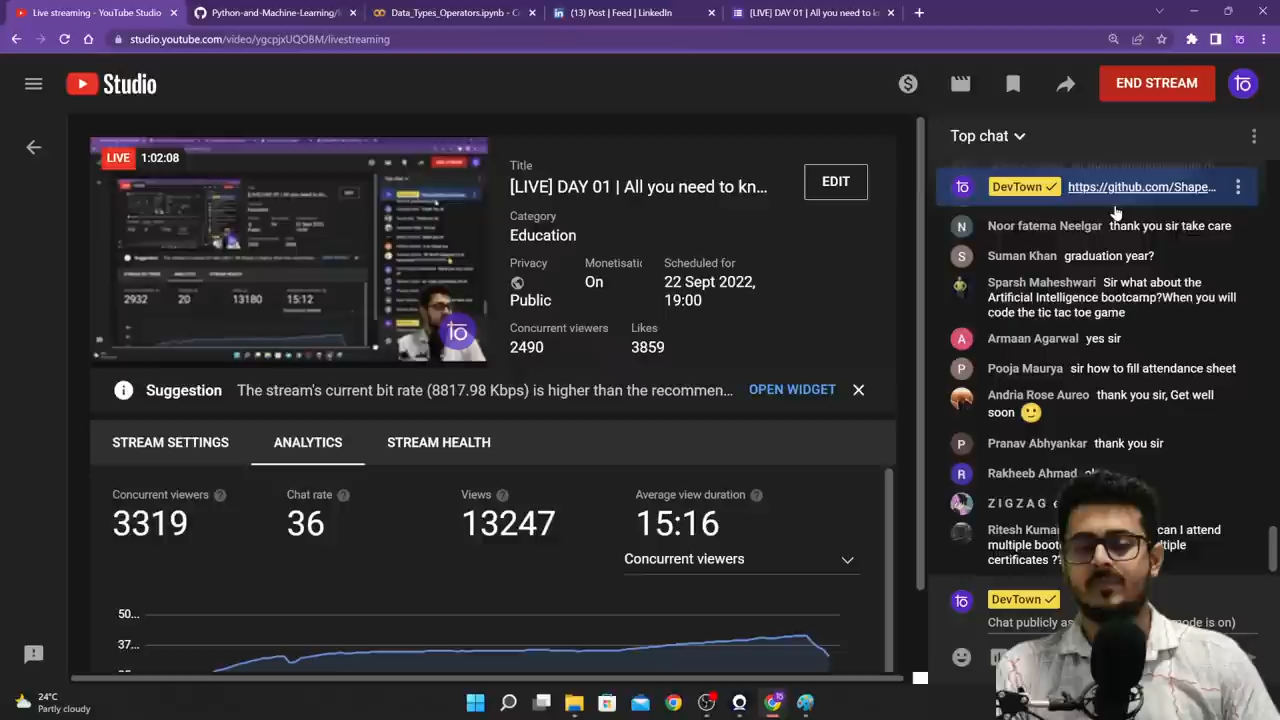 Live streaming - YouTube Studio
Python-and-Machine-Learning/
Data_Types_Operators.ipynb - C
(13) Post | Feed | LinkedIn
[LIVE] DAY 01 | All you need to kn
studio.youtube.com/video/ygcpjxUQOBM/livestreaming
Studio
END STREAM
LIVE 1:02:08
Title
[LIVE] DAY 01 | All you need to kn...
EDIT
Category
Education
Privacy
Public
Monetisatic
On
Scheduled for
22 Sept 2022,
19:00
Concurrent viewers
2490
Likes
3859
Suggestion The stream's current bit rate (8817.98 Kbps) is higher than the recommen...
OPEN WIDGET
STREAM SETTINGS
ANALYTICS
STREAM HEALTH
Concurrent viewers
3319
Chat rate
36
Views
13247
Average view duration
15:16
Concurrent viewers
50...
37...
Top chat
DevTown https://github.com/Shape...
Noor fatema Neelgar thank you sir take care
Suman Khan graduation year?
Sparsh Maheshwari Sir what about the
Artificial Intelligence bootcamp?When you will
code the tic tac toe game
Armaan Agarwal yes sir
Pooja Maurya sir how to fill attendance sheet
Andria Rose Aureo thank you sir, Get well
soon
Pranav Abhyankar thank you sir
Rakheeb Ahmad
Z I G Z A G
Ritesh Kumar can I attend
multiple
certificates ??
DevTown
Chat publicly as
24°C
Partly cloudy